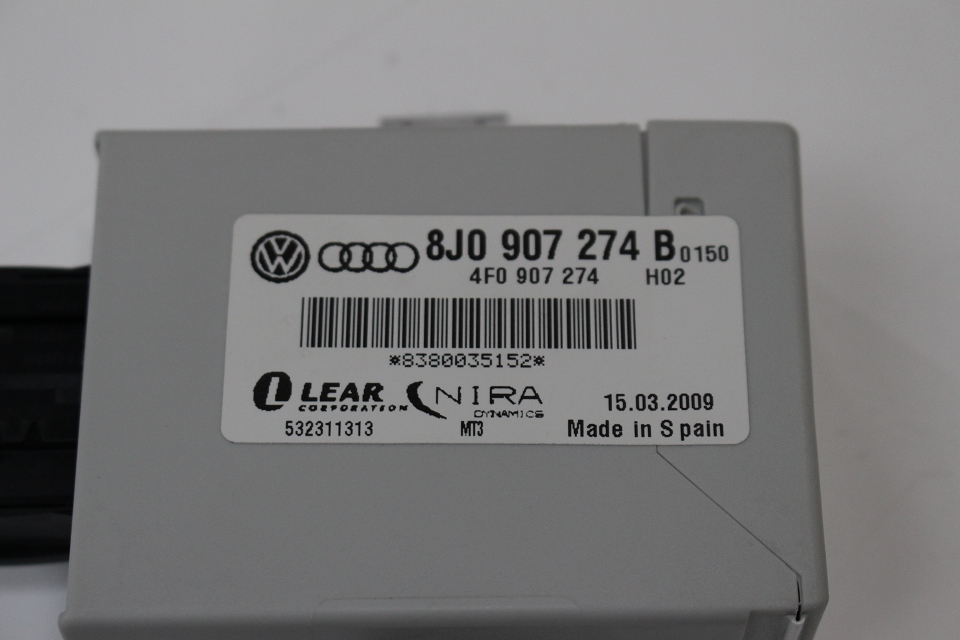 8J0 907 274 B 0150
4F0 907 274 H02
*8380035152*
LEAR NIRA
CORPORATION DYNAMICS 15.03.2009
532311313 MT3 Made in Spain